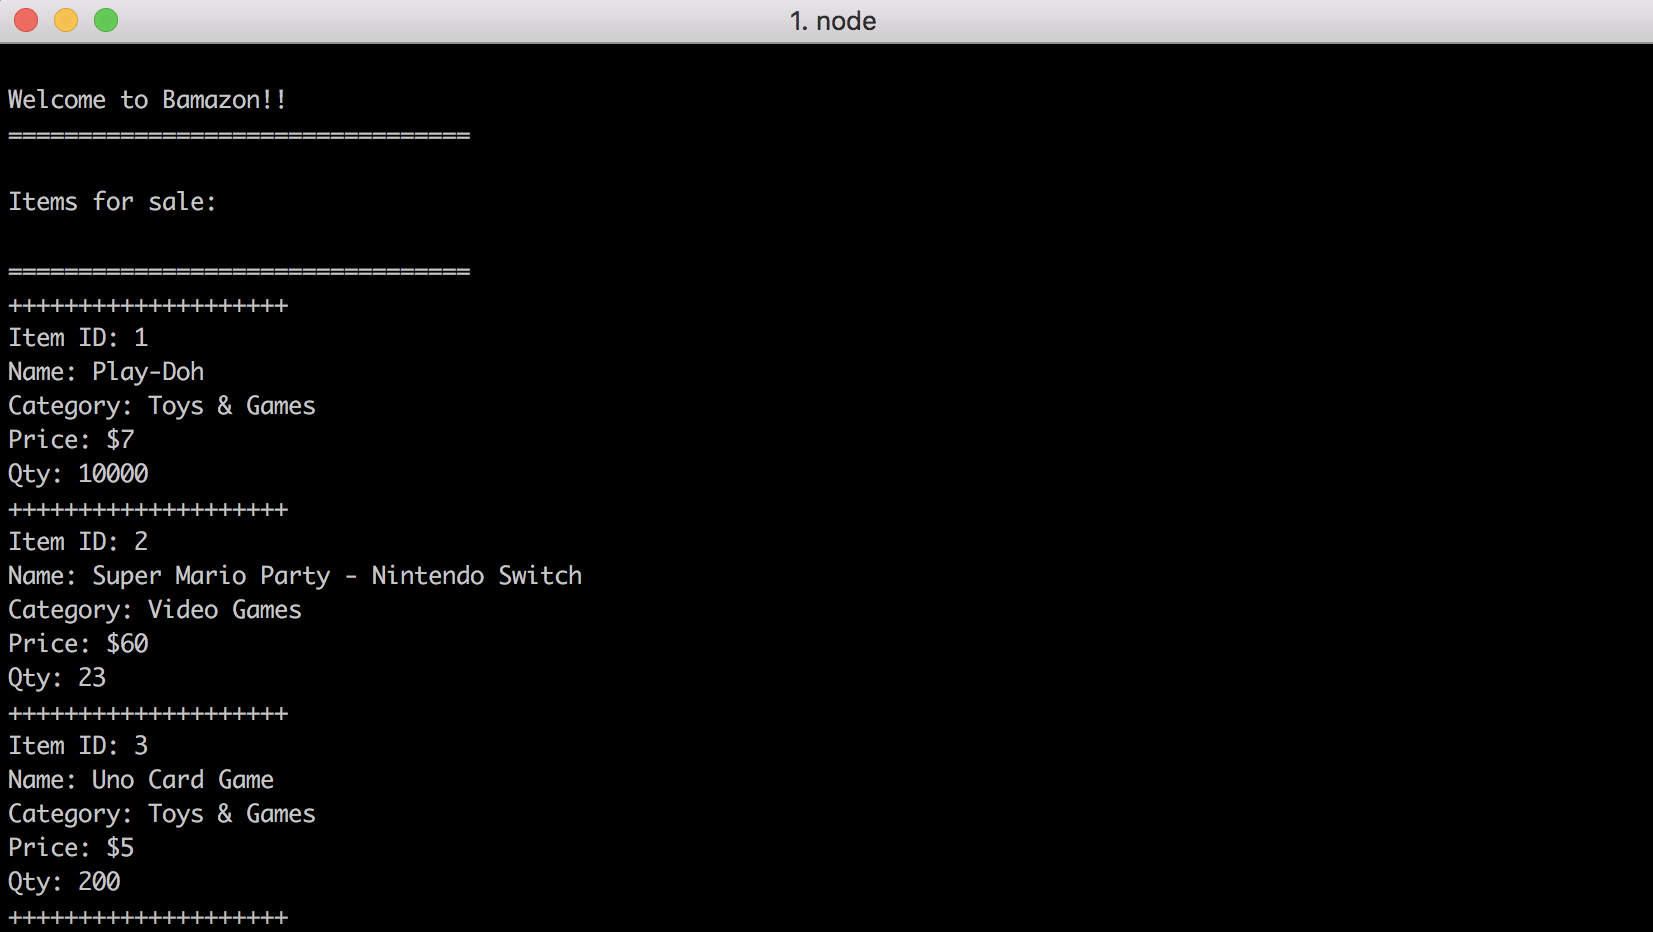 1. node
Welcome to Bamazon!!
=================================
Items for sale:
=================================
++++++++++++++++++++
Item ID: 1
Name: Play-Doh
Category: Toys & Games
Price: $7
Qty: 10000
++++++++++++++++++++
Item ID: 2
Name: Super Mario Party - Nintendo Switch
Category: Video Games
Price: $60
Qty: 23
++++++++++++++++++++
Item ID: 3
Name: Uno Card Game
Category: Toys & Games
Price: $5
Qty: 200
++++++++++++++++++++